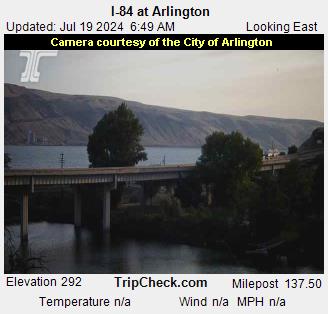 I-84 at Arlington
Updated: Jul 19 2024 6:49 AM Looking East
Camera courtesy of the City of Arlington
Elevation 292 TripCheck.com Milepost 137.50
Temperature n/a Wind n/a MPH n/a